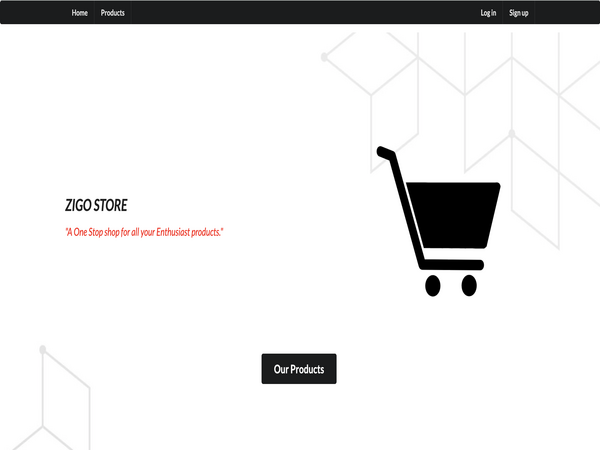 Home Products Log in Sign up
ZIGO STORE
"A One Stop shop for all your Enthusiast products."
Our Products